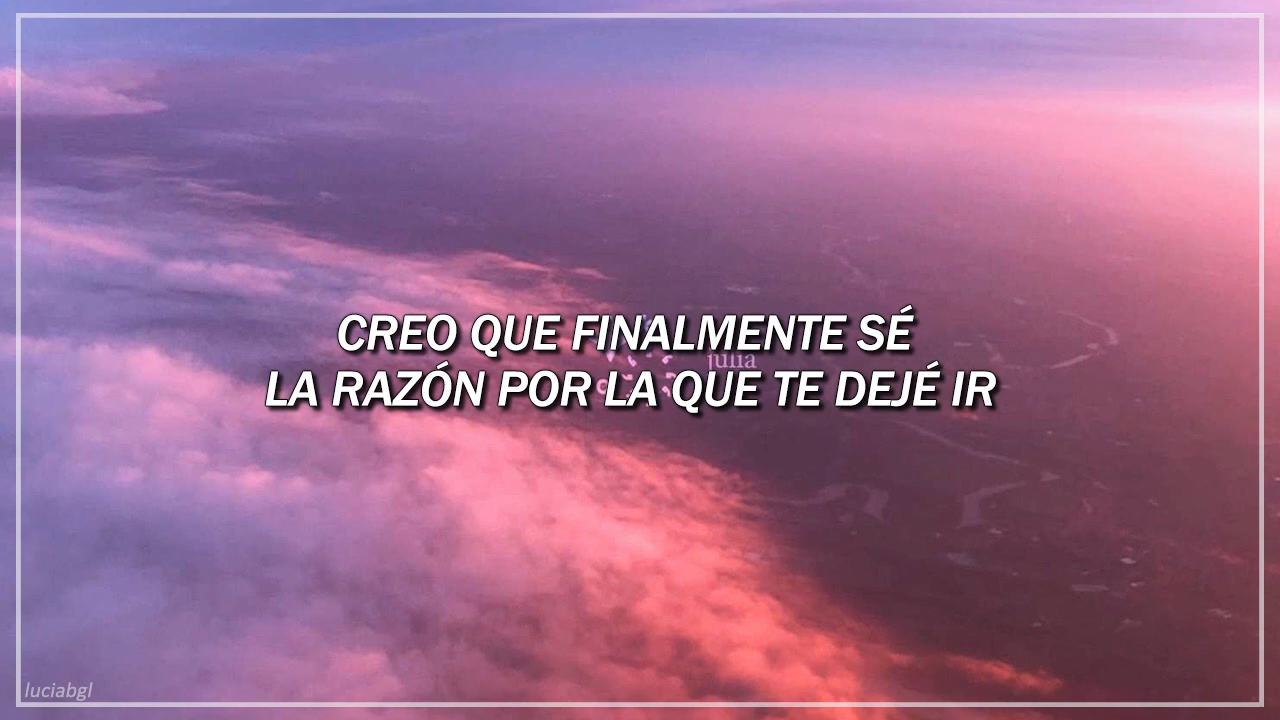 CREO QUE FINALMENTE SÉ
julia
LA RAZÓN POR LA QUE TE DEJÉ IR
luciabgl